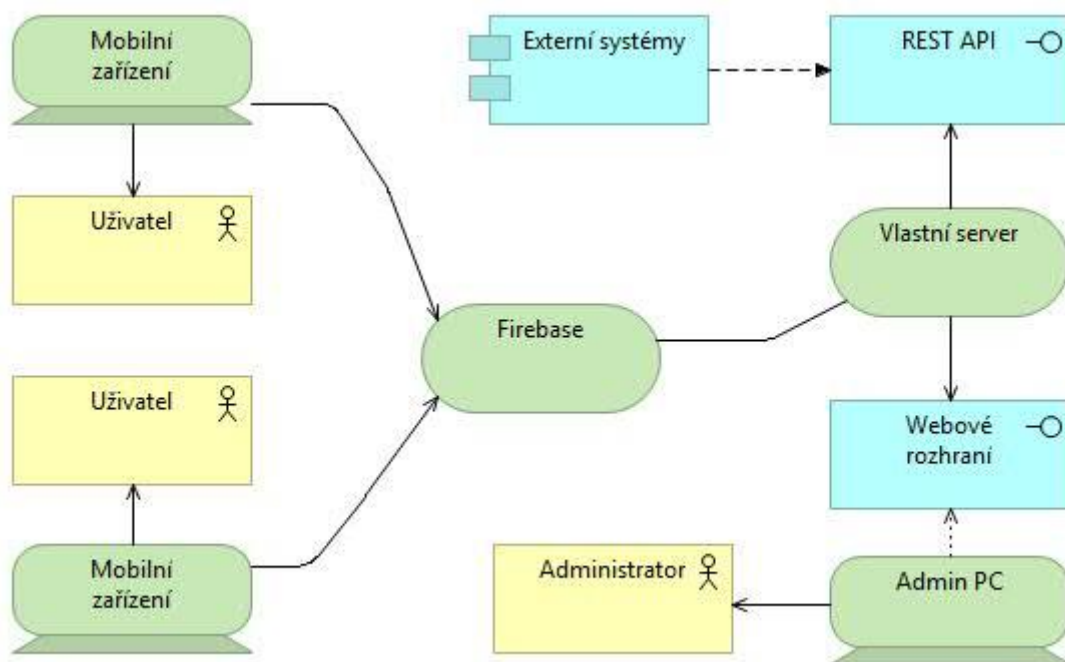 Mobilní
zařízení
Externí systémy
REST API
Uživatel
Vlastní server
Firebase
Uživatel
Webové
rozhraní
Mobilní
zařízení
Administrator
Admin PC